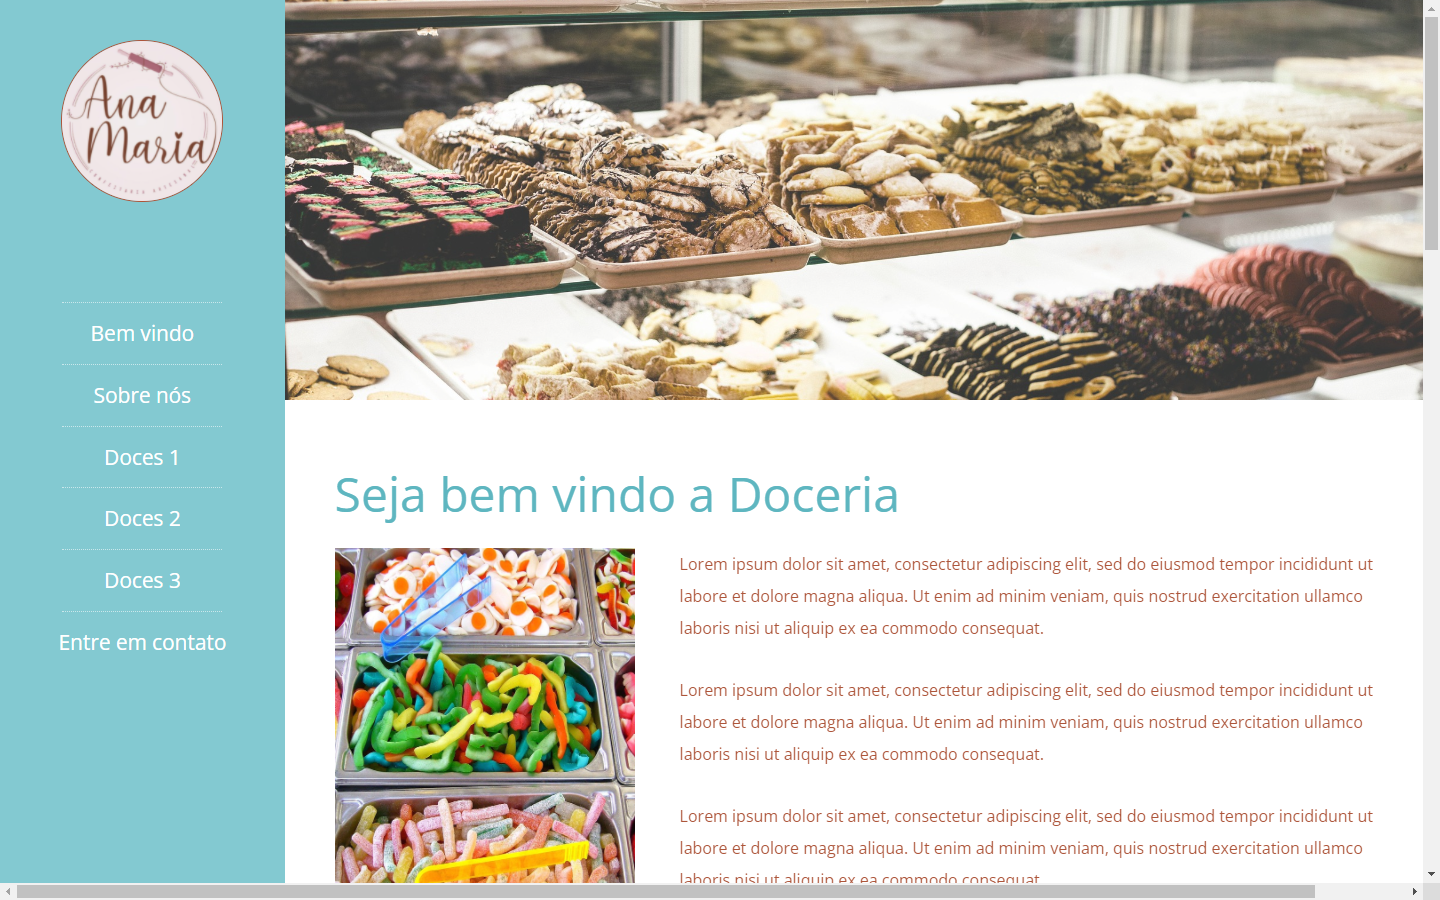 Ana
Maria
Bem vindo
Sobre nós
Doces 1
Doces 2
Doces 3
Entre em contato
Seja bem vindo a Doceria
Lorem ipsum dolor sit amet, consectetur adipiscing elit, sed do eiusmod tempor incididunt ut
labore et dolore magna aliqua. Ut enim ad minim veniam, quis nostrud exercitation ullamco
laboris nisi ut aliquip ex ea commodo consequat.
Lorem ipsum dolor sit amet, consectetur adipiscing elit, sed do eiusmod tempor incididunt ut
labore et dolore magna aliqua. Ut enim ad minim veniam, quis nostrud exercitation ullamco
laboris nisi ut aliquip ex ea commodo consequat.
Lorem ipsum dolor sit amet, consectetur adipiscing elit, sed do eiusmod tempor incididunt ut
labore et dolore magna aliqua. Ut enim ad minim veniam, quis nostrud exercitation ullamco
laboris nisi ut aliquip ex ea commodo consequat.